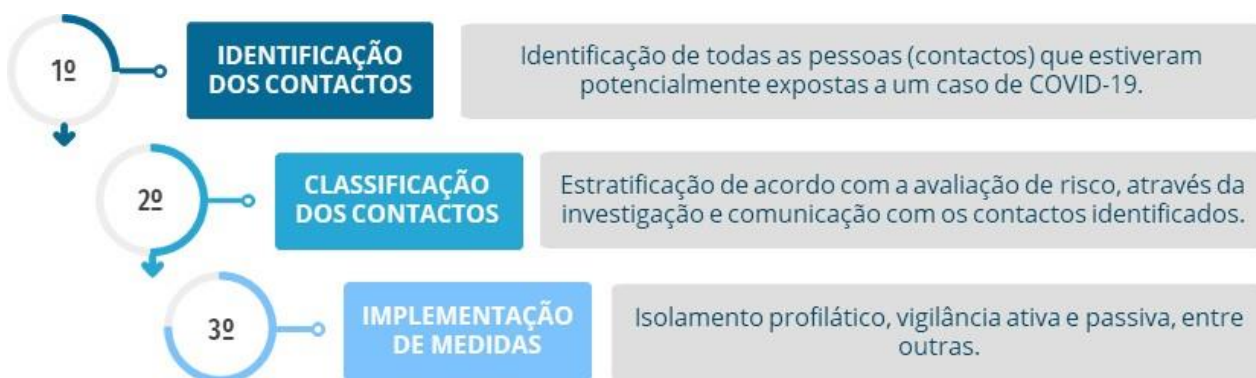 1º
IDENTIFICAÇÃO
DOS CONTACTOS
Identificação de todas as pessoas (contactos) que estiveram
potencialmente expostas a um caso de COVID-19.
2º
CLASSIFICAÇÃO
DOS CONTACTOS
Estratificação de acordo com a avaliação de risco, através da
investigação e comunicação com os contactos identificados.
3º
IMPLEMENTAÇÃO
DE MEDIDAS
Isolamento profilático, vigilância ativa e passiva, entre
outras.